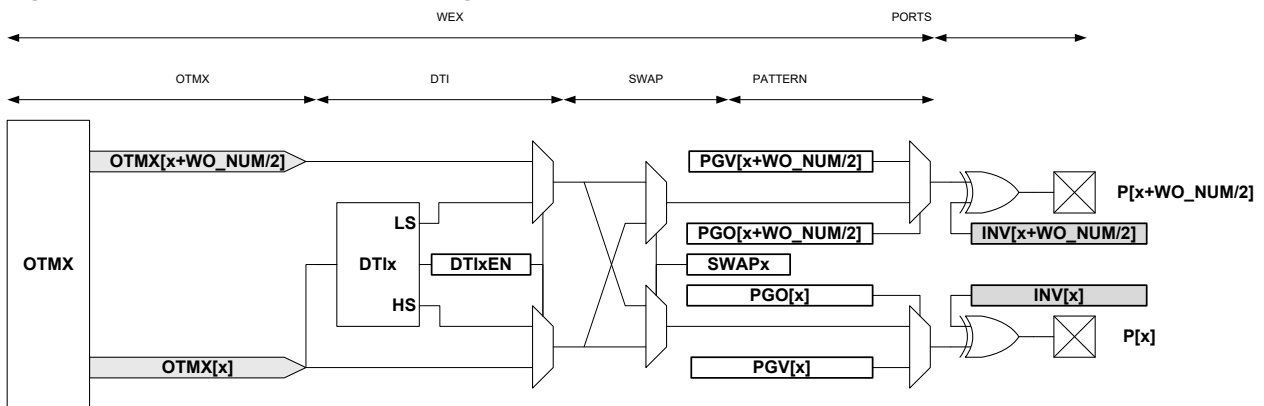 WEX PORTS
OTMX DTI SWAP PATTERN
OTMX[x+WO_NUM/2]
PGV[x+WO_NUM/2]
P[x+WO_NUM/2]
LS
PGO[x+WO_NUM/2]
INV[x+WO_NUM/2]
OTMX
DTIx
DTIxEN
SWAPx
PGO[x]
INV[x]
HS
P[x]
OTMX[x]
PGV[x]